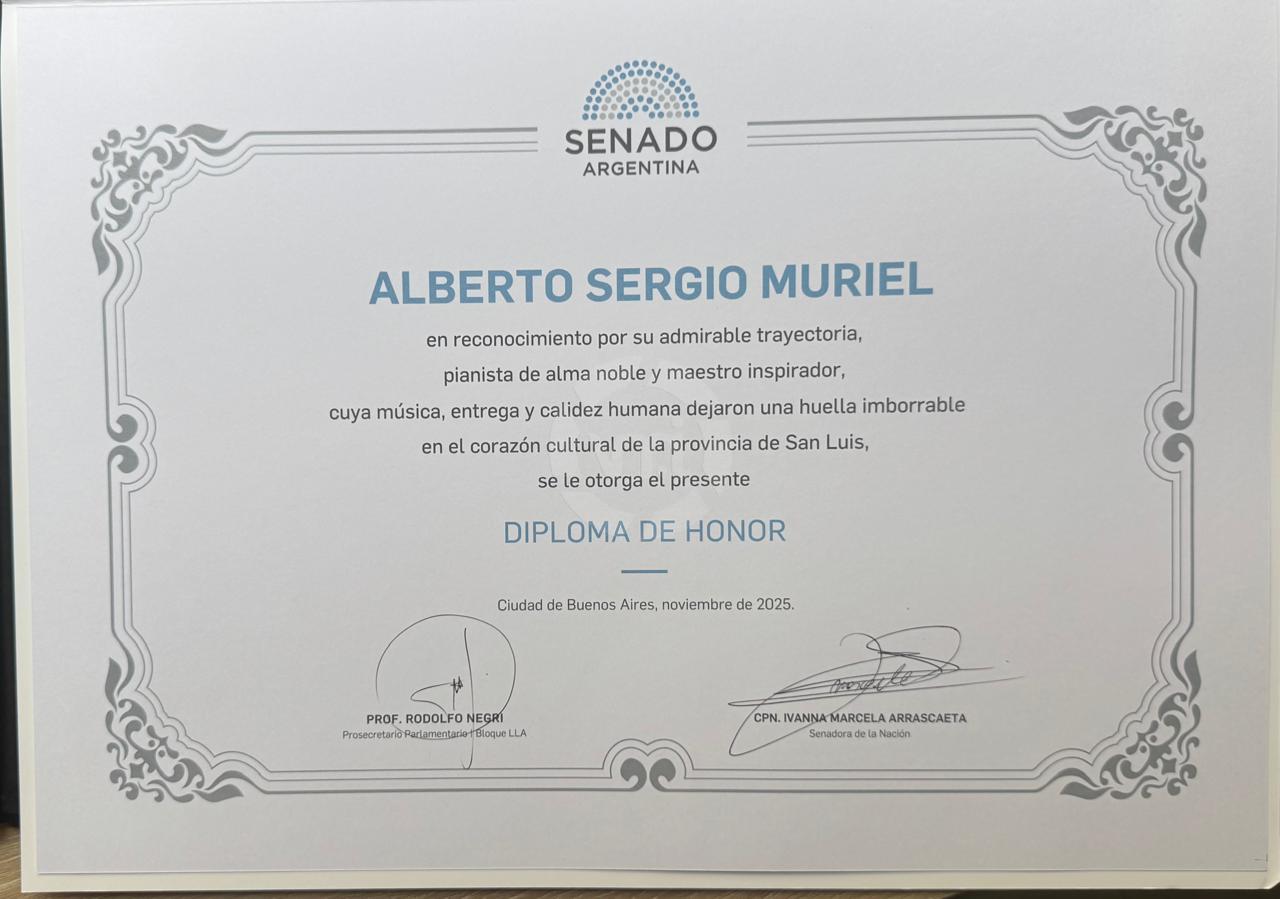 SENADO
ARGENTINA
ALBERTO SERGIO MURIEL
en reconocimiento por su admirable trayectoria,
pianista de alma noble y maestro inspirador,
cuya música, entrega y calidez humana dejaron una huella imborrable
en el corazón cultural de la provincia de San Luis,
se le otorga el presente
DIPLOMA DE HONOR
Ciudad de Buenos Aires, noviembre de 2025.
PROF. RODOLFO NEGRI
Prosecretario Parlamentario | Bloque LLA
CPN. IVANNA MARCELA ARRASCAETA
Senadora de la Nación